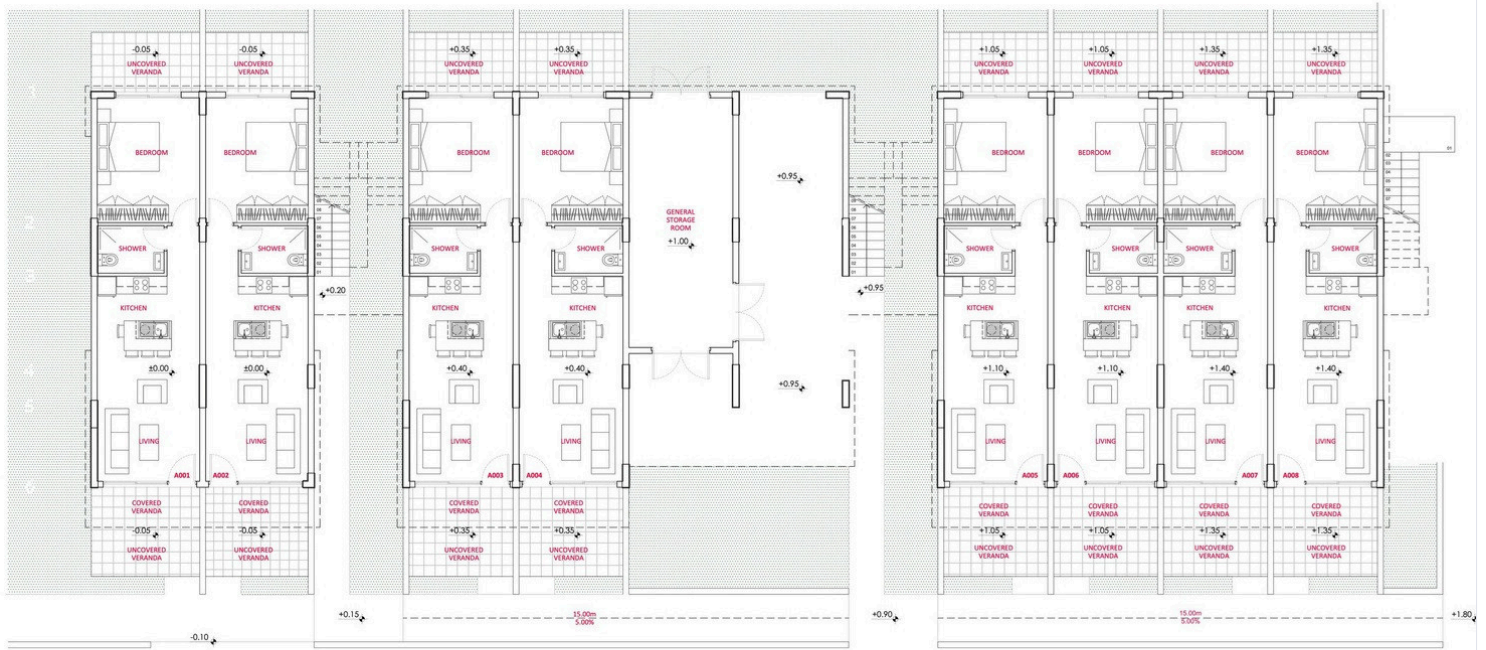 -0.05 -0.05 +0.35 +0.35 +1.05 +1.05 +1.35 +1.35
UNCOVERED UNCOVERED UNCOVERED UNCOVERED UNCOVERED UNCOVERED UNCOVERED UNCOVERED
VERANDA VERANDA VERANDA VERANDA VERANDA VERANDA VERANDA VERANDA
BEDROOM BEDROOM BEDROOM BEDROOM BEDROOM BEDROOM BEDROOM BEDROOM
+0.95
2
GENERAL
STORAGE
ROOM
+1.00
SHOWER SHOWER SHOWER SHOWER SHOWER SHOWER SHOWER SHOWER
3
+0.20 +0.95
KITCHEN KITCHEN KITCHEN KITCHEN KITCHEN KITCHEN KITCHEN KITCHEN
4
±0.00 ±0.00 +0.40 +0.40 +0.95 +1.10 +1.10 +1.40 +1.40
5
LIVING LIVING LIVING LIVING LIVING LIVING LIVING LIVING
A001 A002 A003 A004 A005 A006 A007 A008
6
COVERED COVERED COVERED COVERED COVERED COVERED COVERED COVERED
VERANDA VERANDA VERANDA VERANDA VERANDA VERANDA VERANDA VERANDA
-0.05 -0.05 +0.35 +0.35 +1.05 +1.05 +1.35 +1.35
UNCOVERED UNCOVERED UNCOVERED UNCOVERED UNCOVERED UNCOVERED UNCOVERED UNCOVERED
VERANDA VERANDA VERANDA VERANDA VERANDA VERANDA VERANDA VERANDA
+0.15 15.00m +0.90 15.00m +1.80
5.00% 5.00%
-0.10